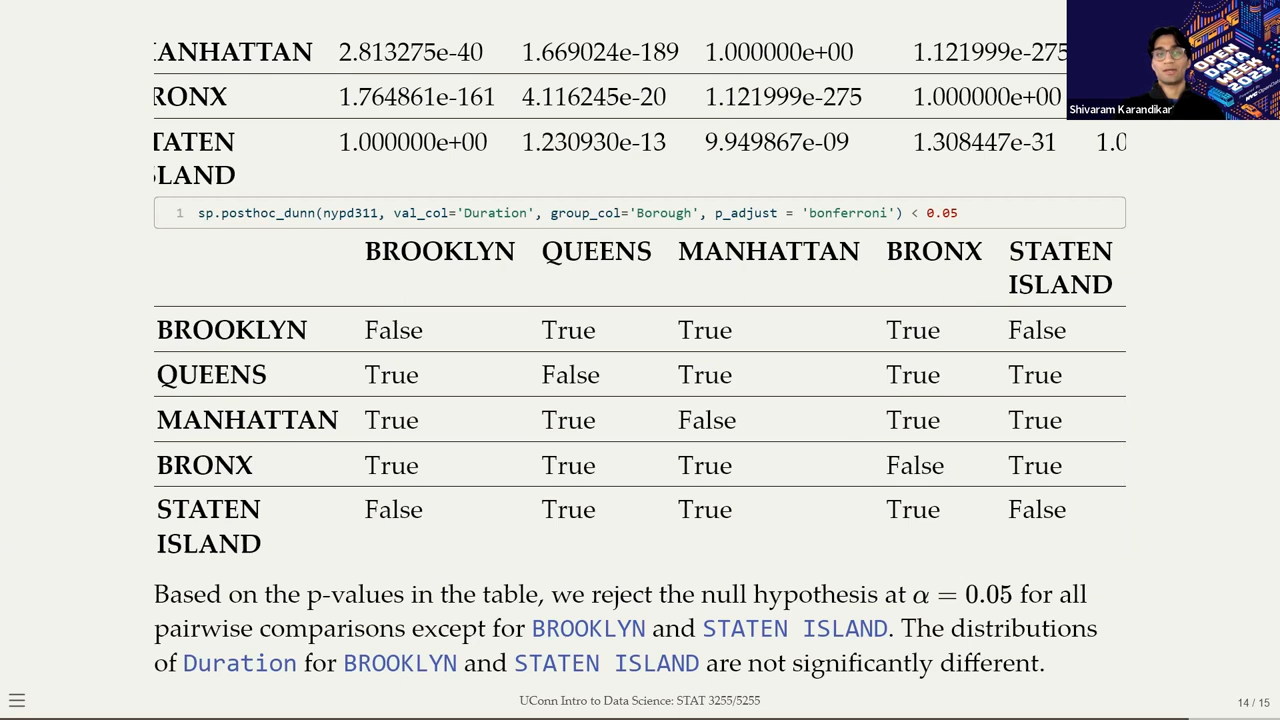 ANHATTAN 2.813275e-40 1.669024e-189 1.000000e+00 1.121999e-275
RONX 1.764861e-161 4.116245e-20 1.121999e-275 1.000000e+00
TATEN 1.000000e+00 1.230930e-13 9.949867e-09 1.308447e-31 1.0
SLAND
OPEN
DATA
WEEK
2023
Shivaram Karandikar
1 sp.posthoc_dunn(nypd311, val_col='Duration', group_col='Borough', p_adjust = 'bonferroni') < 0.05
BROOKLYN QUEENS MANHATTAN BRONX STATEN
ISLAND
BROOKLYN False True True True False
QUEENS True False True True True
MANHATTAN True True False True True
BRONX True True True False True
STATEN False True True True False
ISLAND
Based on the p-values in the table, we reject the null hypothesis at α = 0.05 for all
pairwise comparisons except for BROOKLYN and STATEN ISLAND. The distributions
of Duration for BROOKLYN and STATEN ISLAND are not significantly different.
UConn Intro to Data Science: STAT 3255/5255
14 / 15